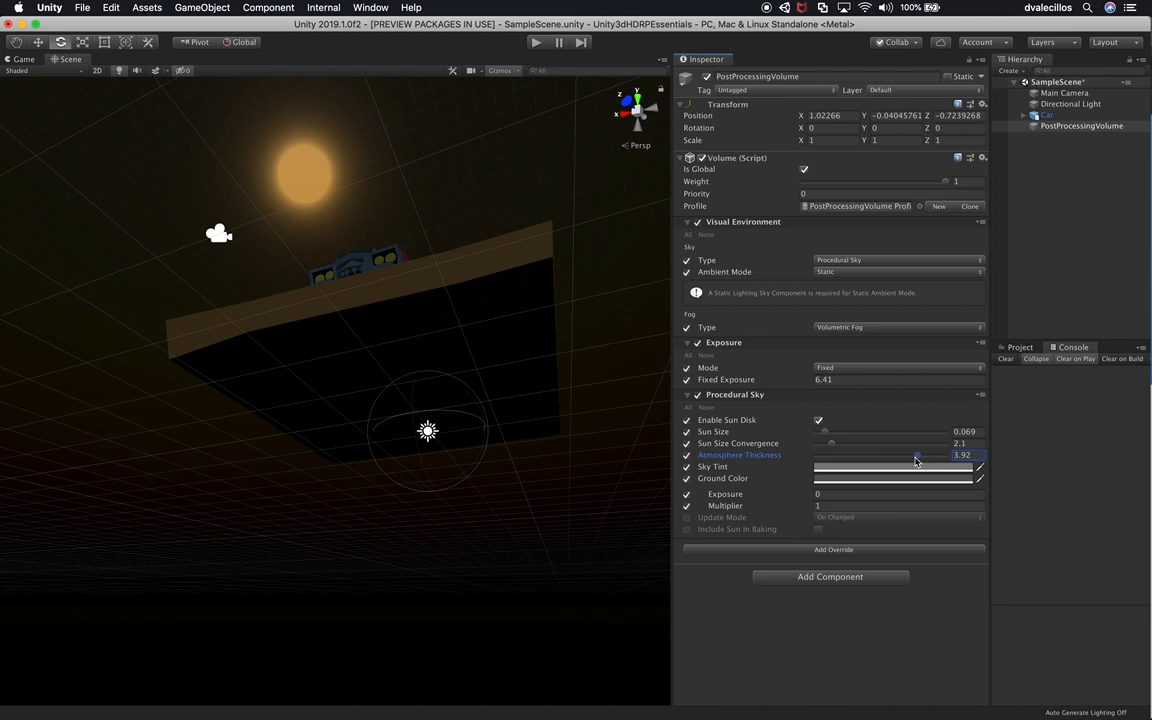 Unity File Edit Assets GameObject Component Internal Window Help 100% dvalecillos
Unity 2019.1.0f2 - [PREVIEW PACKAGES IN USE] - SampleScene.unity - Unity3dHDRPEssentials - PC, Mac & Linux Standalone <Metal>
Pivot Global Collab Account Layers Layout
Game Scene
Shaded 2D 0 Gizmos All
y
z
x
Persp
Inspector
PostProcessingVolume Static
Tag Untagged Layer Default
Transform
Position X 1.02266 Y -0.04045761 Z -0.7239268
Rotation X 0 Y 0 Z 0
Scale X 1 Y 1 Z 1
Volume (Script)
Is Global
Weight 1
Priority 0
Profile PostProcessingVolume Profi New Clone
Visual Environment
All None
Sky
Type Procedural Sky
Ambient Mode Static
A Static Lighting Sky Component is required for Static Ambient Mode.
Fog
Type Volumetric Fog
Exposure
All None
Mode Fixed
Fixed Exposure 6.41
Procedural Sky
All None
Enable Sun Disk
Sun Size 0.069
Sun Size Convergence 2.1
Atmosphere Thickness 3.92
Sky Tint
Ground Color
Exposure 0
Multiplier 1
Update Mode On Changed
Include Sun In Baking
Add Override
Add Component
Hierarchy
Create All
SampleScene*
Main Camera
Directional Light
Car
PostProcessingVolume
Project Console
Clear Collapse Clear on Play Clear on Build
Auto Generate Lighting Off